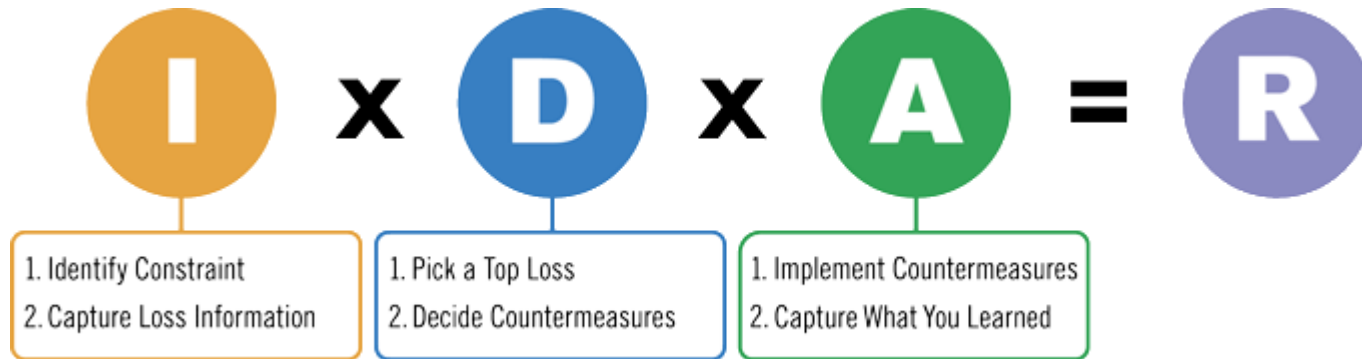 I x D x A = R
1. Identify Constraint
2. Capture Loss Information
1. Pick a Top Loss
2. Decide Countermeasures
1. Implement Countermeasures
2. Capture What You Learned